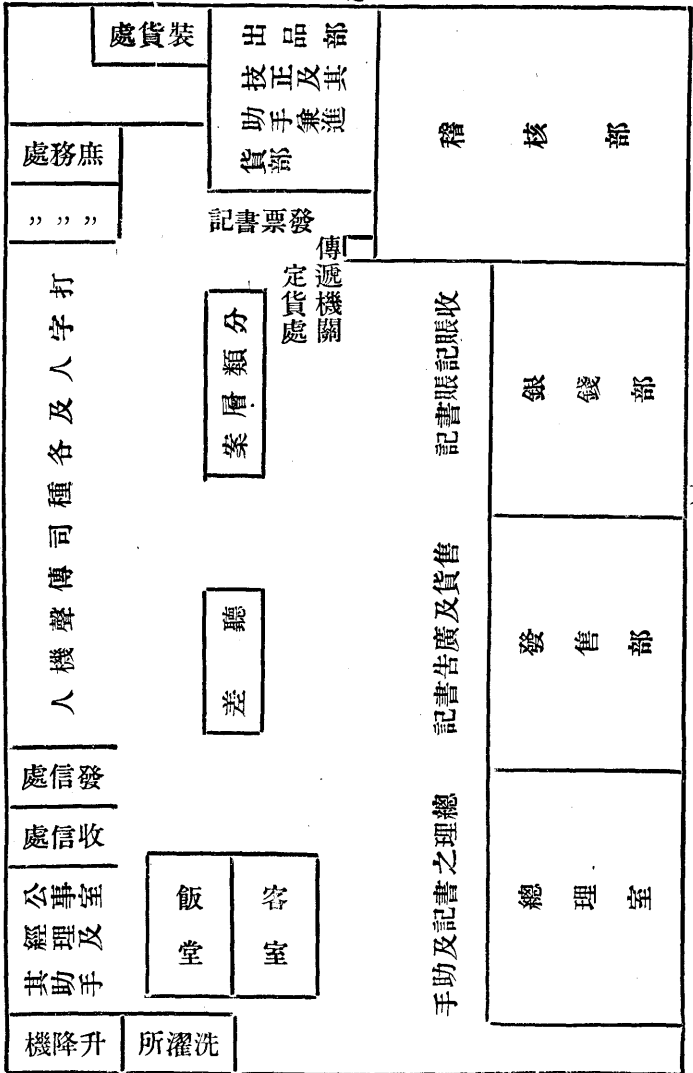 裝貨處
出品部
技正及其
助手兼進
貨部
稽核部
庶務處
„ „ „
發票書記
傳遞機關
定貨處
打字人及各種司傳聲機人
分類層案
收賬記賬書記
銀錢部
聽差
售貨及廣告書記
發售部
發信處
收信處
公事室
經理及
其助手
飯堂
客室
總理之書記及助手
總理室
升降機
洗濯所